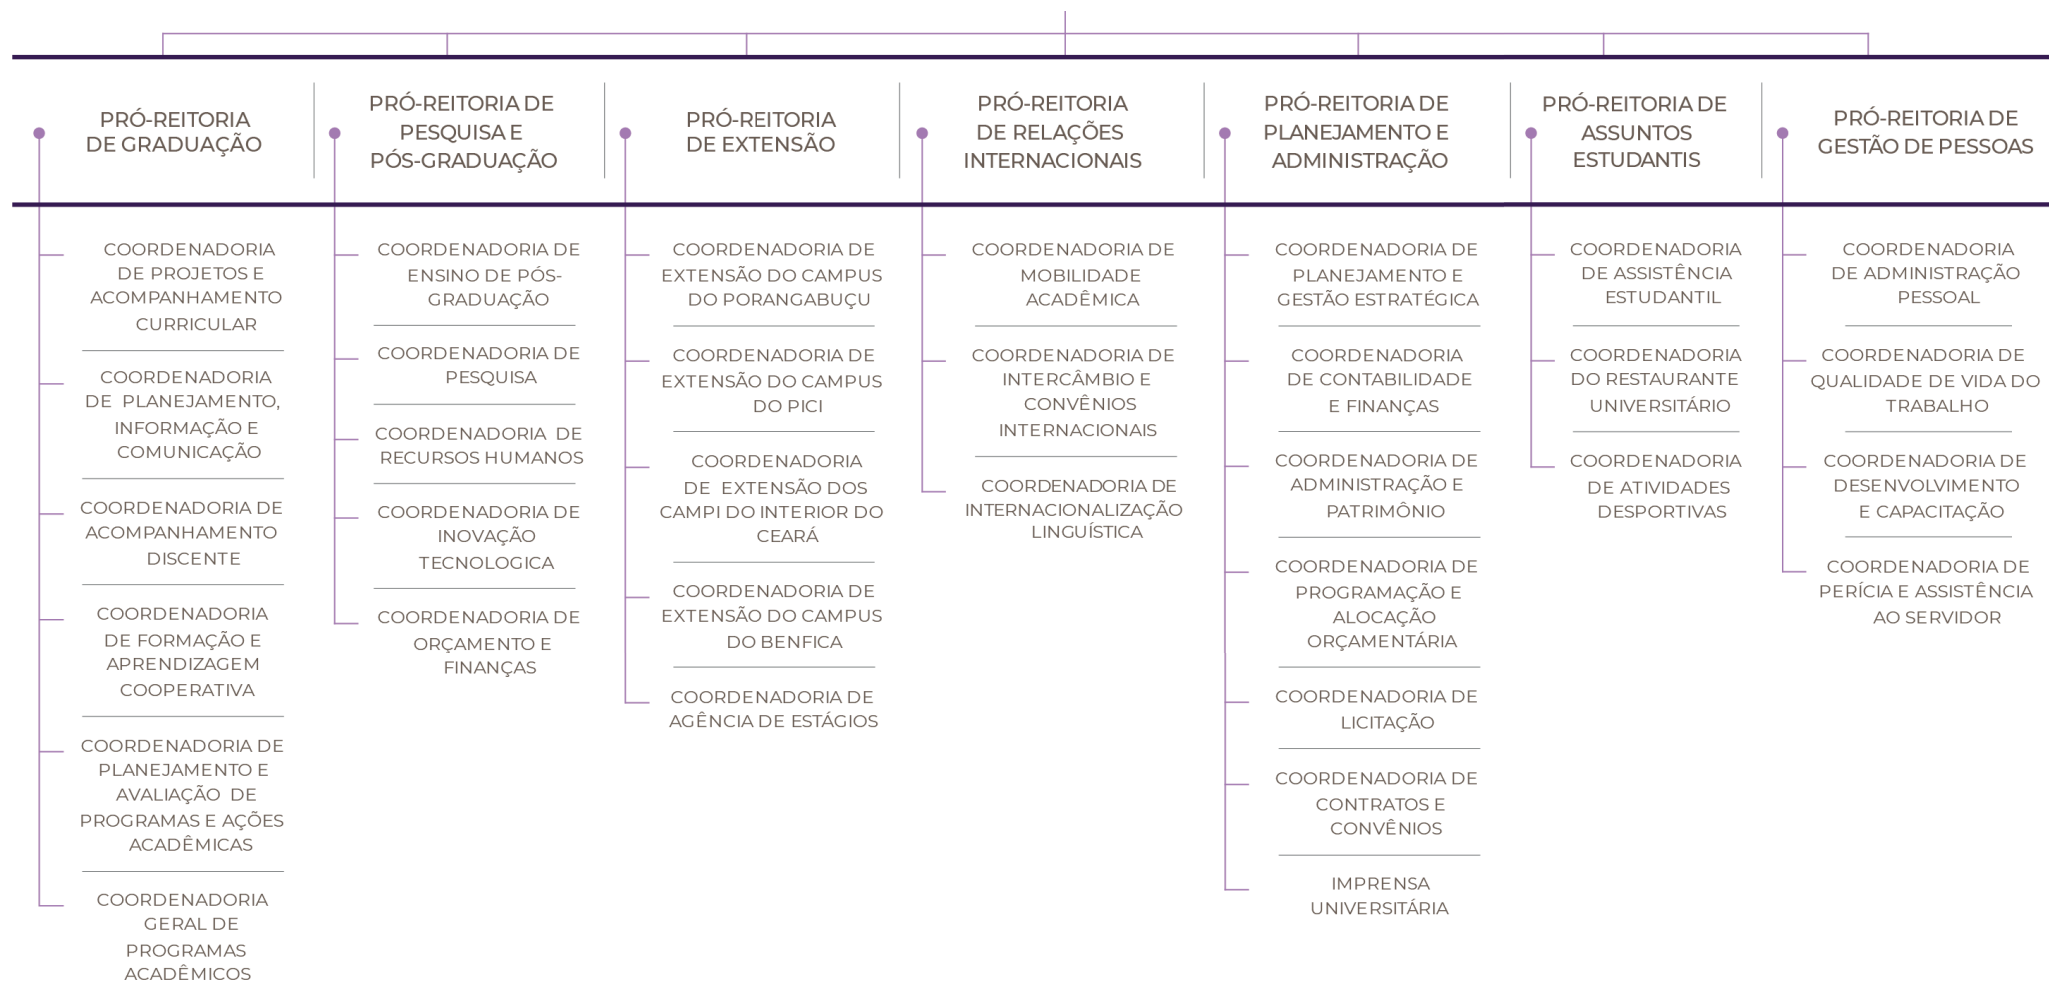 PRÓ-REITORIA
DE GRADUAÇÃO
PRÓ-REITORIA DE
PESQUISA E
PÓS-GRADUAÇÃO
PRÓ-REITORIA
DE EXTENSÃO
PRÓ-REITORIA
DE RELAÇÕES
INTERNACIONAIS
PRÓ-REITORIA DE
PLANEJAMENTO E
ADMINISTRAÇÃO
PRÓ-REITORIA DE
ASSUNTOS
ESTUDANTIS
PRÓ-REITORIA DE
GESTÃO DE PESSOAS
COORDENADORIA
DE PROJETOS E
ACOMPANHAMENTO
CURRICULAR
COORDENADORIA
DE PLANEJAMENTO,
INFORMAÇÃO E
COMUNICAÇÃO
COORDENADORIA DE
ACOMPANHAMENTO
DISCENTE
COORDENADORIA
DE FORMAÇÃO E
APRENDIZAGEM
COOPERATIVA
COORDENADORIA DE
PLANEJAMENTO E
AVALIAÇÃO DE
PROGRAMAS E AÇÕES
ACADÊMICAS
COORDENADORIA
GERAL DE
PROGRAMAS
ACADÊMICOS
COORDENADORIA DE
ENSINO DE PÓS-
GRADUAÇÃO
COORDENADORIA DE
PESQUISA
COORDENADORIA DE
RECURSOS HUMANOS
COORDENADORIA DE
INOVAÇÃO
TECNOLOGICA
COORDENADORIA DE
ORÇAMENTO E
FINANÇAS
COORDENADORIA DE
EXTENSÃO DO CAMPUS
DO PORANGABUÇU
COORDENADORIA DE
EXTENSÃO DO CAMPUS
DO PICI
COORDENADORIA
DE EXTENSÃO DOS
CAMPI DO INTERIOR DO
CEARÁ
COORDENADORIA DE
EXTENSÃO DO CAMPUS
DO BENFICA
COORDENADORIA DE
AGÊNCIA DE ESTÁGIOS
COORDENADORIA DE
MOBILIDADE
ACADÊMICA
COORDENADORIA DE
INTERCÂMBIO E
CONVÊNIOS
INTERNACIONAIS
COORDENADORIA DE
INTERNACIONALIZAÇÃO
LINGUÍSTICA
COORDENADORIA DE
PLANEJAMENTO E
GESTÃO ESTRATÉGICA
COORDENADORIA
DE CONTABILIDADE
E FINANÇAS
COORDENADORIA DE
ADMINISTRAÇÃO E
PATRIMÔNIO
COORDENADORIA DE
PROGRAMAÇÃO E
ALOCAÇÃO
ORÇAMENTÁRIA
COORDENADORIA DE
LICITAÇÃO
COORDENADORIA DE
CONTRATOS E
CONVÊNIOS
IMPRENSA
UNIVERSITÁRIA
COORDENADORIA
DE ASSISTÊNCIA
ESTUDANTIL
COORDENADORIA
DO RESTAURANTE
UNIVERSITÁRIO
COORDENADORIA
DE ATIVIDADES
DESPORTIVAS
COORDENADORIA
DE ADMINISTRAÇÃO
PESSOAL
COORDENADORIA DE
QUALIDADE DE VIDA DO
TRABALHO
COORDENADORIA DE
DESENVOLVIMENTO
E CAPACITAÇÃO
COORDENADORIA DE
PERÍCIA E ASSISTÊNCIA
AO SERVIDOR